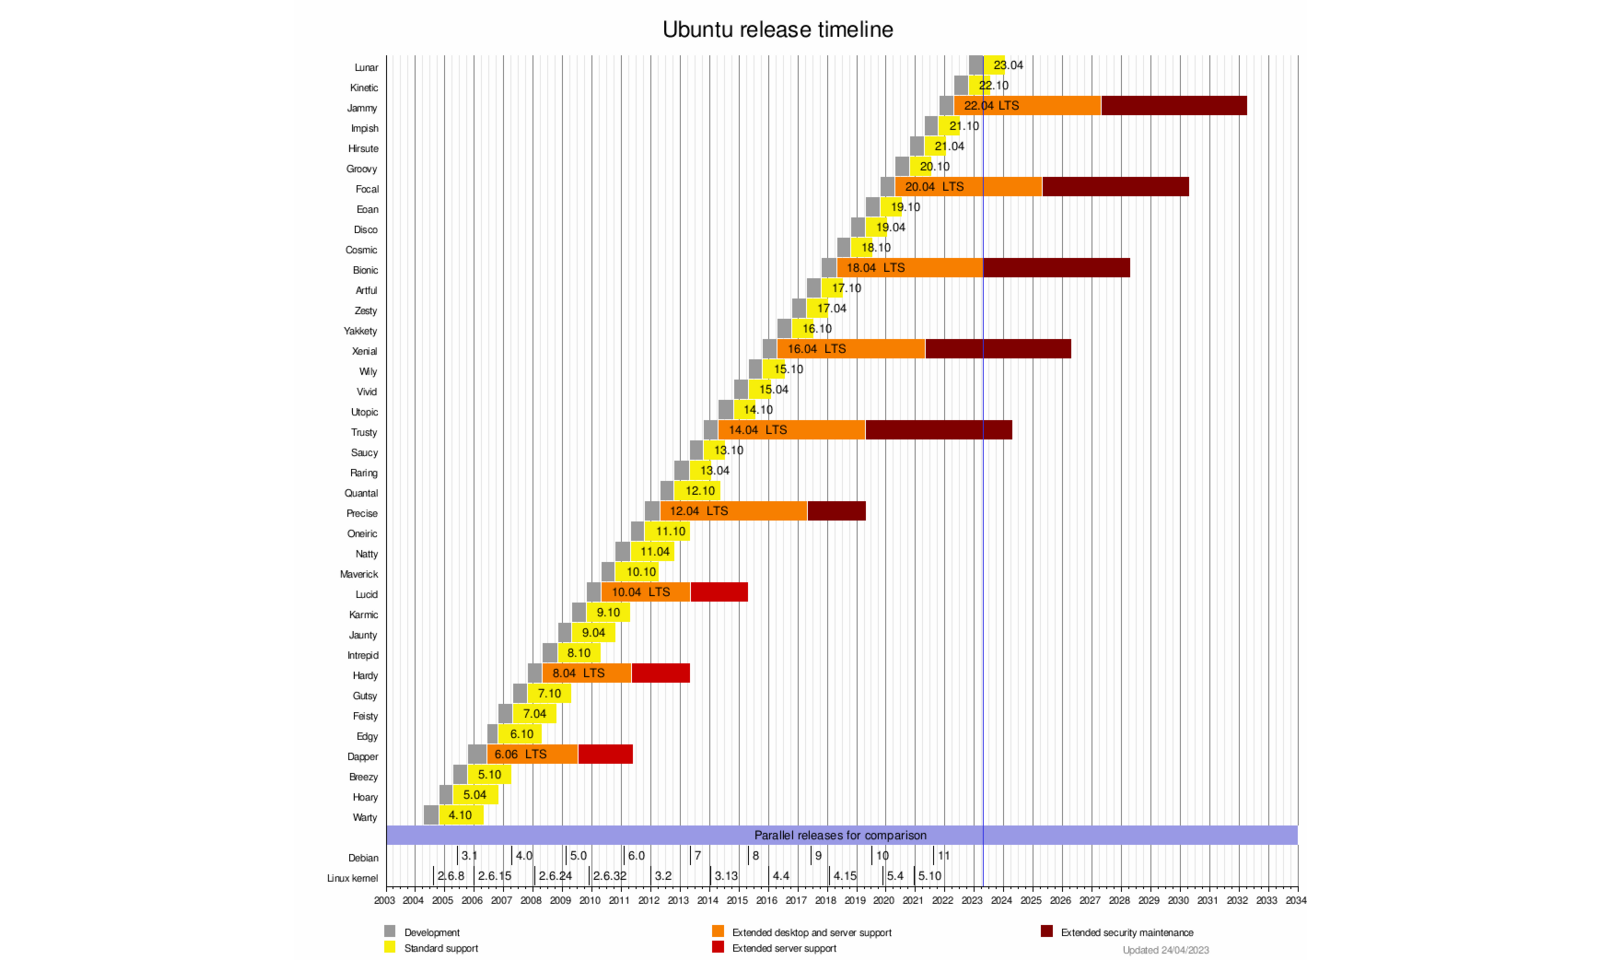 Ubuntu release timeline
Lunar 23.04
Kinetic 22.10
Jammy 22.04 LTS
Impish 21.10
Hirsute 21.04
Groovy 20.10
Focal 20.04 LTS
Eoan 19.10
Disco 19.04
Cosmic 18.10
Bionic 18.04 LTS
Artful 17.10
Zesty 17.04
Yakkety 16.10
Xenial 16.04 LTS
Wily 15.10
Vivid 15.04
Utopic 14.10
Trusty 14.04 LTS
Saucy 13.10
Raring 13.04
Quantal 12.10
Precise 12.04 LTS
Oneiric 11.10
Natty 11.04
Maverick 10.10
Lucid 10.04 LTS
Karmic 9.10
Jaunty 9.04
Intrepid 8.10
Hardy 8.04 LTS
Gutsy 7.10
Feisty 7.04
Edgy 6.10
Dapper 6.06 LTS
Breezy 5.10
Hoary 5.04
Warty 4.10
Parallel releases for comparison
Debian 3.1 4.0 5.0 6.0 7 8 9 10 11
Linux kernel 2.6.8 2.6.15 2.6.24 2.6.32 3.2 3.13 4.4 4.15 5.4 5.10
2003 2004 2005 2006 2007 2008 2009 2010 2011 2012 2013 2014 2015 2016 2017 2018 2019 2020 2021 2022 2023 2024 2025 2026 2027 2028 2029 2030 2031 2032 2033 2034
Development Extended desktop and server support Extended security maintenance
Standard support Extended server support
Updated 24/04/2023